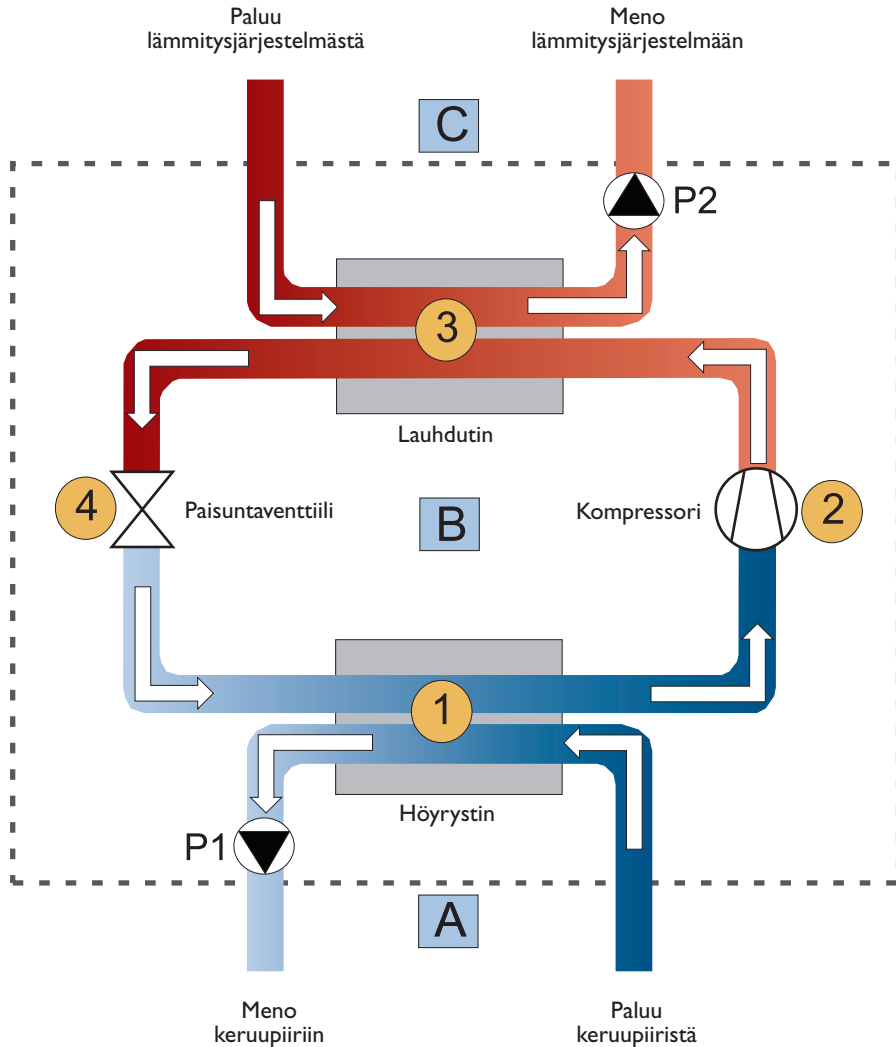 Paluu
lämmitysjärjestelmästä
Meno
lämmitysjärjestelmään
C
P2
3
Lauhdutin
4
Paisuntaventtiili
B
Kompressori
2
1
Höyrystin
P1
A
Meno
keruupiiriin
Paluu
keruupiiristä